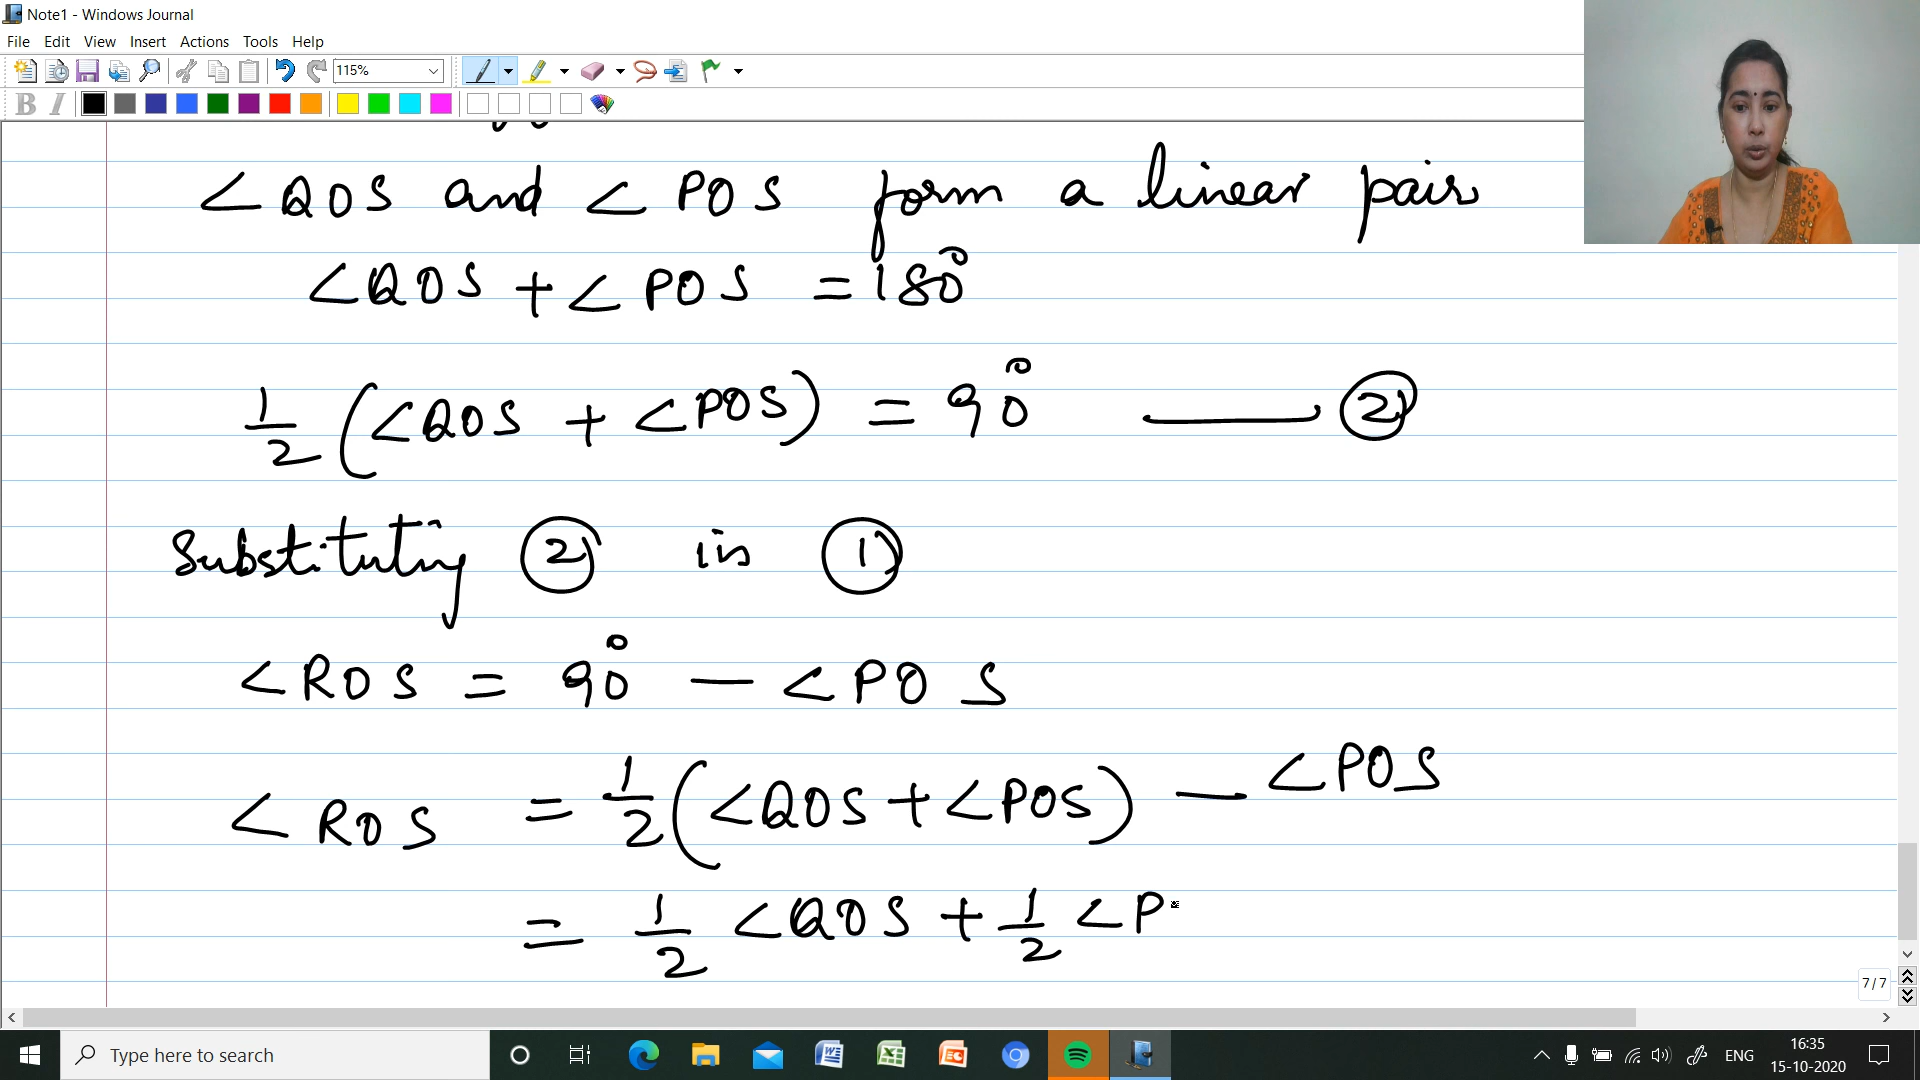 Note1 - Windows Journal
File Edit View Insert Actions Tools Help
115%
B I
∠QOS and ∠POS form a linear pair
∠QOS + ∠POS = 180°
1/2 (∠QOS + ∠POS) = 90° —— ②
Substituting ② in ①
∠ROS = 90° — ∠POS
∠ROS = 1/2 (∠QOS + ∠POS) — ∠POS
= 1/2 ∠QOS + 1/2 ∠P
7/7
Type here to search
ENG
16:35
15-10-2020